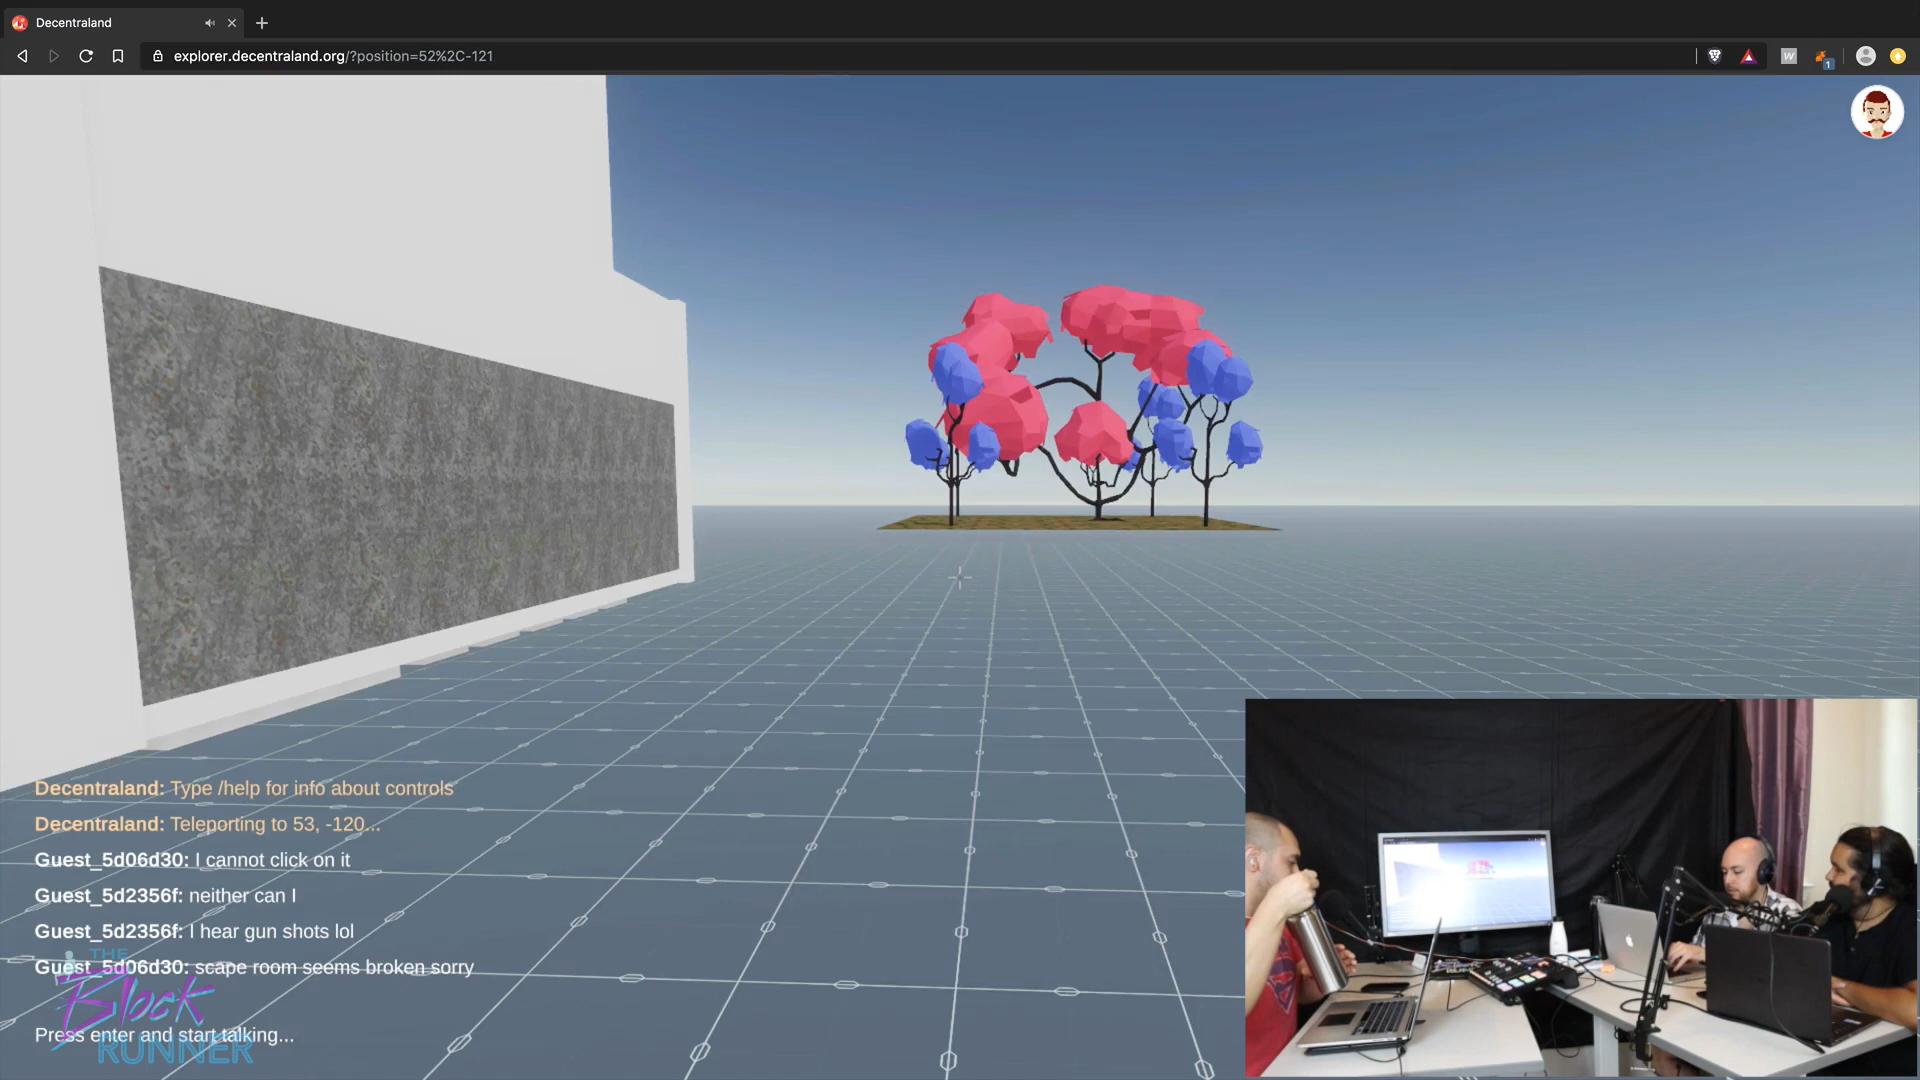 Decentraland
explorer.decentraland.org/?position=52%2C-121
W
1
Decentraland: Type /help for info about controls
Decentraland: Teleporting to 53, -120...
Guest_5d06d30: I cannot click on it
Guest_5d2356f: neither can I
Guest_5d2356f: I hear gun shots lol
Guest_5d06d30: scape room seems broken sorry
Press enter and start talking...
THE
Block
RUNNER